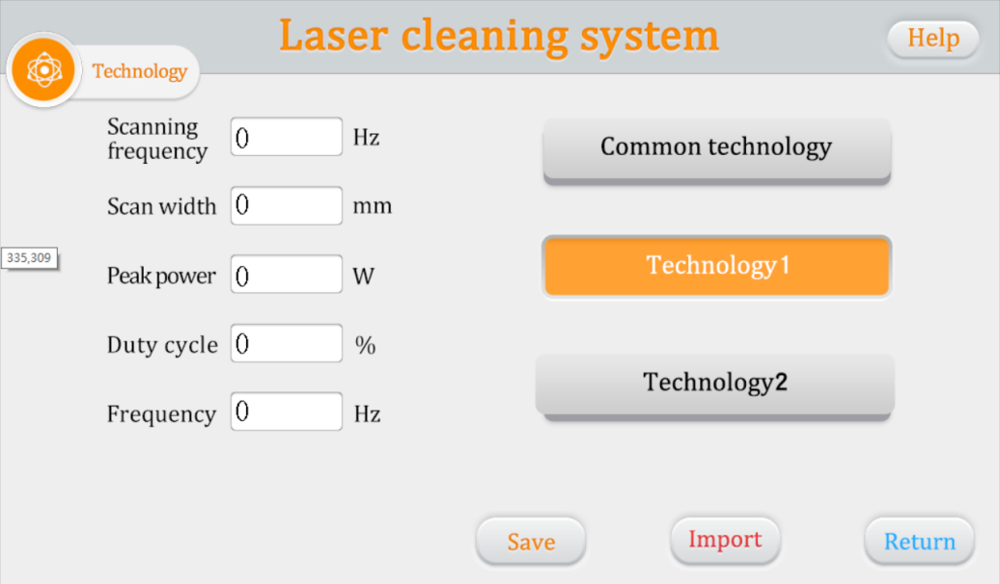 Laser cleaning system
Help
Technology
Scanning
frequency
0
Hz
Common technology
Scan width
0
mm
335,309
Technology1
Peak power
0
W
Duty cycle
0
%
Technology2
Frequency
0
Hz
Save
Import
Return